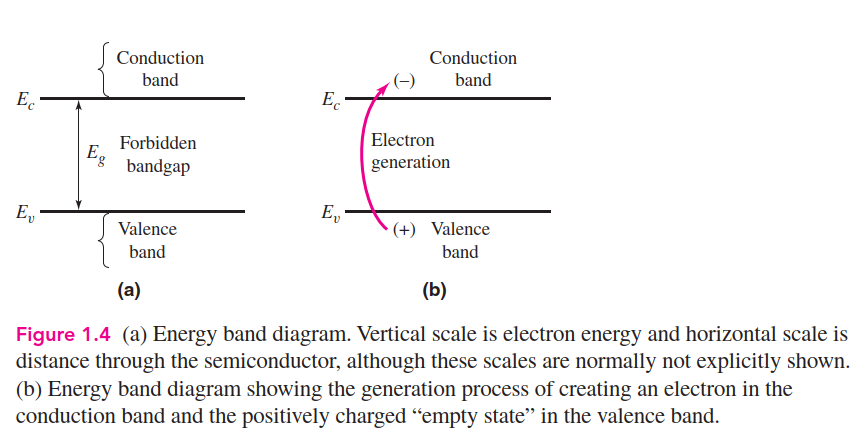 Conduction
band
E_c
E_g
Forbidden
bandgap
E_v
Valence
band
(a)
Conduction
(–)
band
E_c
Electron
generation
E_v
(+) Valence
band
(b)
Figure 1.4 (a) Energy band diagram. Vertical scale is electron energy and horizontal scale is
distance through the semiconductor, although these scales are normally not explicitly shown.
(b) Energy band diagram showing the generation process of creating an electron in the
conduction band and the positively charged “empty state” in the valence band.